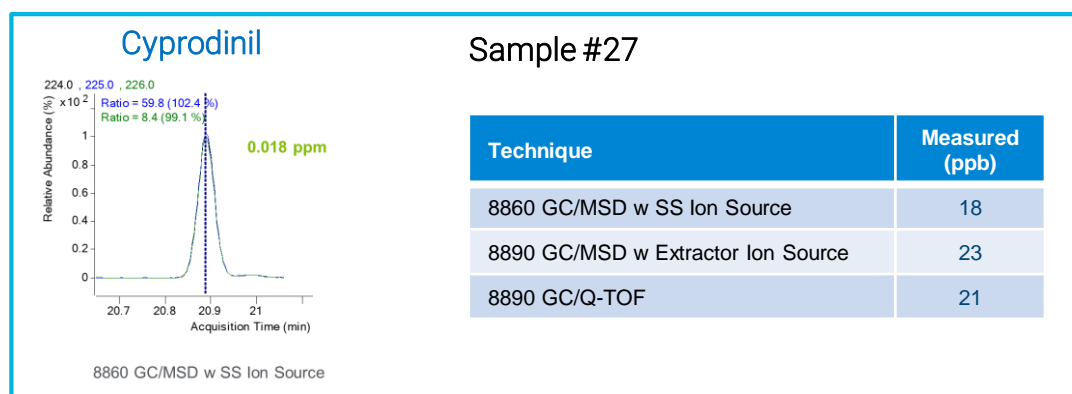 Cyprodinil
Sample #27
224.0 , 225.0 , 226.0
x10 2
Ratio = 59.8 (102.4 %)
Ratio = 8.4 (99.1 %)
0.018 ppm
Relative Abundance (%)
1
0.8
0.6
0.4
0.2
0
20.7 20.8 20.9 21
Acquisition Time (min)
8860 GC/MSD w SS Ion Source
Technique Measured (ppb)
8860 GC/MSD w SS Ion Source 18
8890 GC/MSD w Extractor Ion Source 23
8890 GC/Q-TOF 21